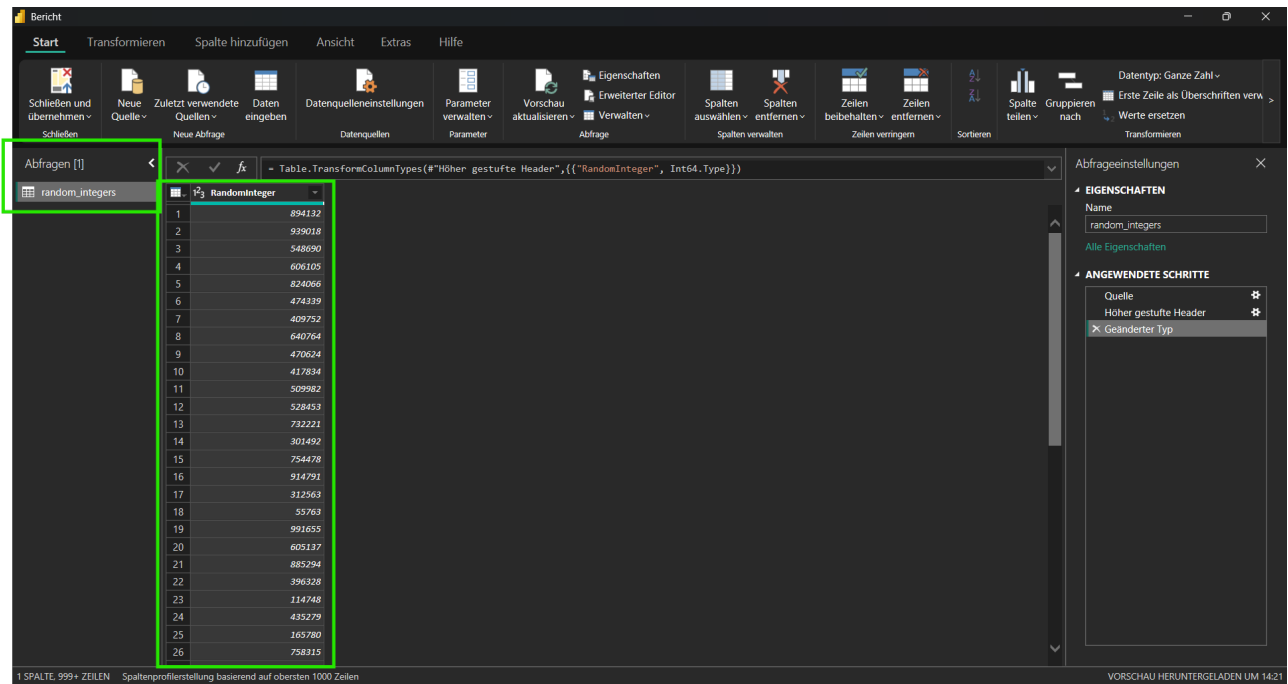 Bericht
Start Transformieren Spalte hinzufügen Ansicht Extras Hilfe
Schließen und übernehmen
Schließen
Neue Quelle
Zuletzt verwendete Quellen
Daten eingeben
Neue Abfrage
Datenquelleneinstellungen
Datenquellen
Parameter verwalten
Parameter
Vorschau aktualisieren
Eigenschaften
Erweiterter Editor
Verwalten
Abfrage
Spalten auswählen
Spalten entfernen
Spalten verwalten
Zeilen beibehalten
Zeilen entfernen
Zeilen verringern
Sortieren
Spalte teilen
Gruppieren nach
Datentyp: Ganze Zahl
Erste Zeile als Überschriften verw
Werte ersetzen
Transformieren
Abfragen [1]
random_integers
fx
= Table.TransformColumnTypes(#"Höher gestufte Header",{{"RandomInteger", Int64.Type}})
1²3 RandomInteger
1 894132
2 939018
3 548690
4 606105
5 824066
6 474339
7 409752
8 640764
9 470624
10 417834
11 509982
12 528453
13 732221
14 301492
15 754478
16 914791
17 312563
18 55763
19 991655
20 605137
21 885294
22 396328
23 114748
24 435279
25 165780
26 758315
Abfrageeinstellungen
EIGENSCHAFTEN
Name
random_integers
Alle Eigenschaften
ANGEWENDETE SCHRITTE
Quelle
Höher gestufte Header
Geänderter Typ
1 SPALTE, 999+ ZEILEN Spaltenprofilerstellung basierend auf obersten 1000 Zeilen
VORSCHAU HERUNTERGELADEN UM 14:21